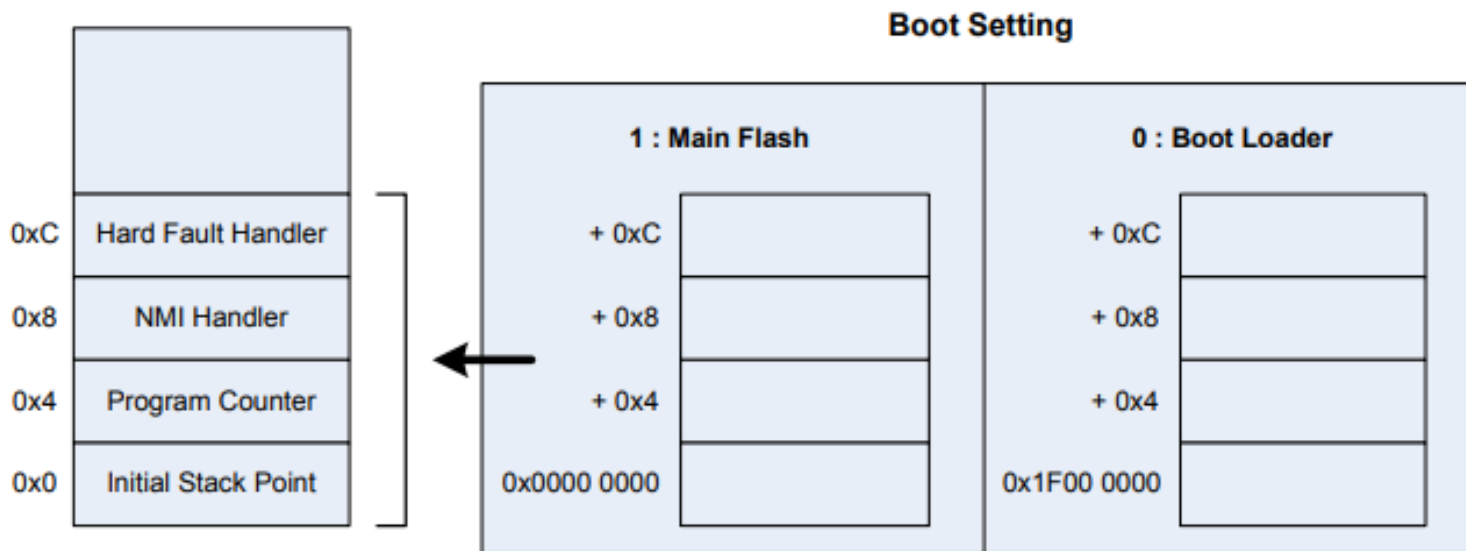 Boot Setting
1 : Main Flash
0 : Boot Loader
0xC
Hard Fault Handler
+ 0xC
+ 0xC
0x8
NMI Handler
+ 0x8
+ 0x8
0x4
Program Counter
+ 0x4
+ 0x4
0x0
Initial Stack Point
0x0000 0000
0x1F00 0000